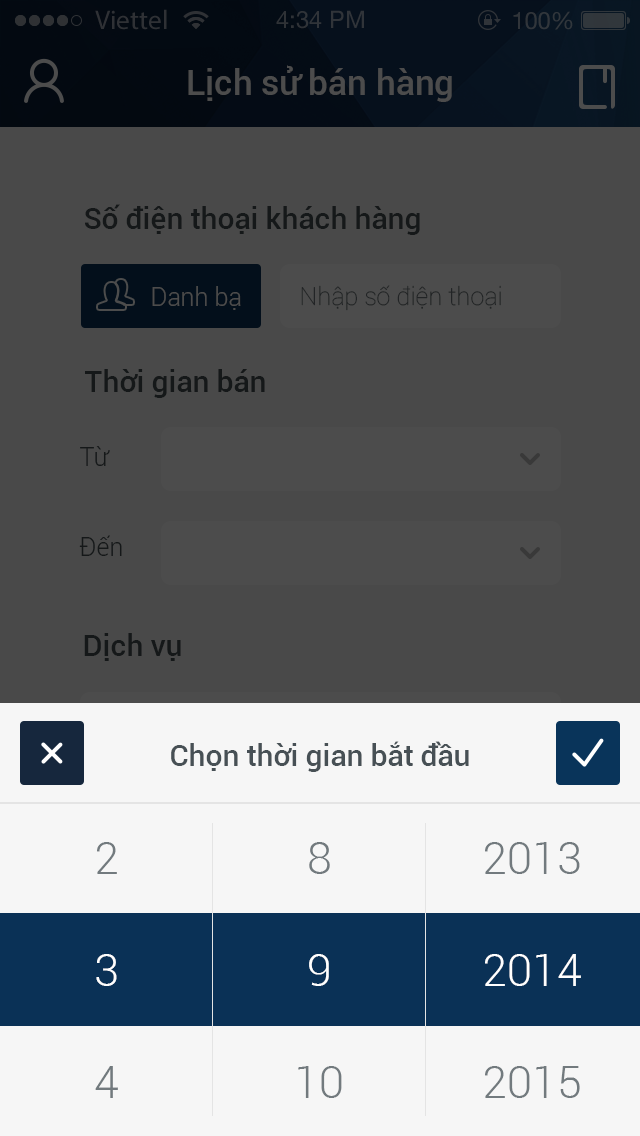 Viettel 4:34 PM 100%
Lịch sử bán hàng
Số điện thoại khách hàng
Danh bạ Nhập số điện thoại
Thời gian bán
Từ
Đến
Dịch vụ
Chọn thời gian bắt đầu
2 8 2013
3 9 2014
4 10 2015